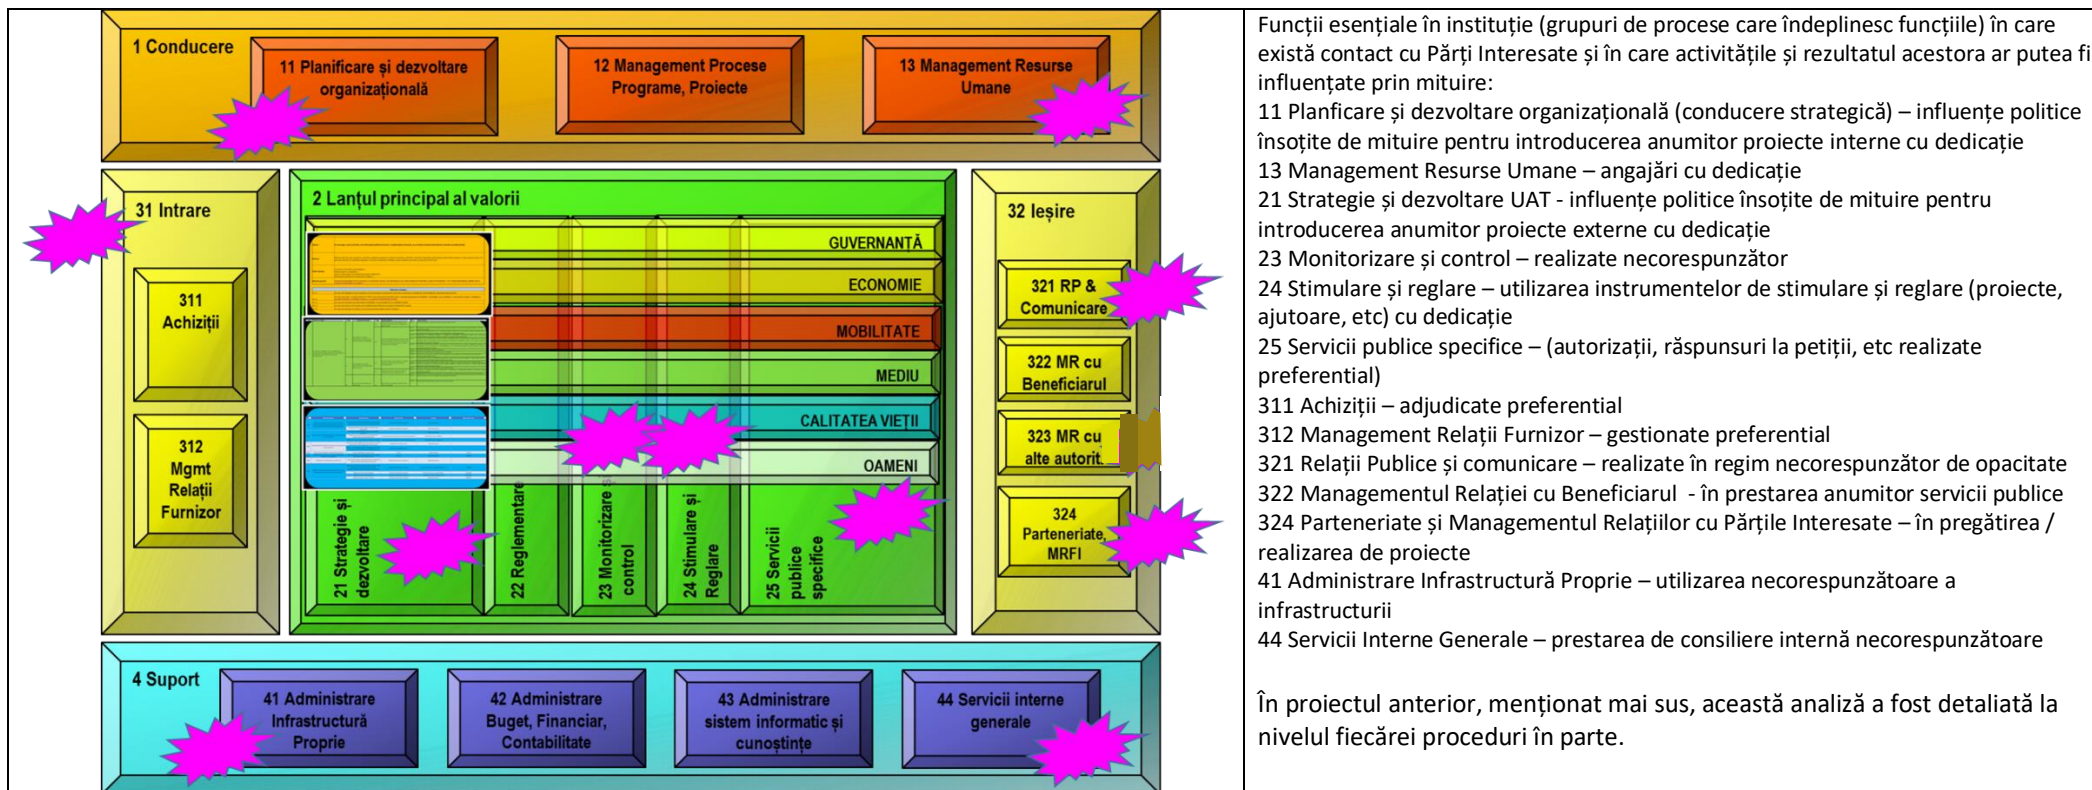 1 Conducere
11 Planificare și dezvoltare
organizațională
12 Management Procese
Programe, Proiecte
13 Management Resurse
Umane
31 Intrare
311
Achiziții
312
Mgmt
Relații
Furnizor
2 Lanțul principal al valorii
GUVERNANȚĂ
ECONOMIE
MOBILITATE
MEDIU
CALITATEA VIEȚII
OAMENI
21 Strategie și
dezvoltare
22 Reglementare
23 Monitorizare și
control
24 Stimulare și
Reglare
25 Servicii
publice
specifice
32 Ieșire
321 RP &
Comunicare
322 MR cu
Beneficiarul
323 MR cu
alte autorit.
324
Parteneriate,
MRFI
4 Suport
41 Administrare
Infrastructură
Proprie
42 Administrare
Buget, Financiar,
Contabilitate
43 Administrare
sistem informatic și
cunoștințe
44 Servicii interne
generale
Funcții esențiale în instituție (grupuri de procese care îndeplinesc funcțiile) în care
există contact cu Părți Interesate și în care activitățile și rezultatul acestora ar putea fi
influențate prin mituire:
11 Planficare și dezvoltare organizațională (conducere strategică) – influențe politice
însoțite de mituire pentru introducerea anumitor proiecte interne cu dedicație
13 Management Resurse Umane – angajări cu dedicație
21 Strategie și dezvoltare UAT - influențe politice însoțite de mituire pentru
introducerea anumitor proiecte externe cu dedicație
23 Monitorizare și control – realizate necorespunzător
24 Stimulare și reglare – utilizarea instrumentelor de stimulare și reglare (proiecte,
ajutoare, etc) cu dedicație
25 Servicii publice specifice – (autorizații, răspunsuri la petiții, etc realizate
preferential)
311 Achiziții – adjudicate preferential
312 Management Relații Furnizor – gestionate preferential
321 Relații Publice și comunicare – realizate în regim necorespunzător de opacitate
322 Managementul Relației cu Beneficiarul - în prestarea anumitor servicii publice
324 Parteneriate și Managementul Relațiilor cu Părțile Interesate – în pregătirea /
realizarea de proiecte
41 Administrare Infrastructură Proprie – utilizarea necorespunzătoare a
infrastructurii
44 Servicii Interne Generale – prestarea de consiliere internă necorespunzătoare
În proiectul anterior, menționat mai sus, această analiză a fost detaliată la
nivelul fiecărei proceduri în parte.